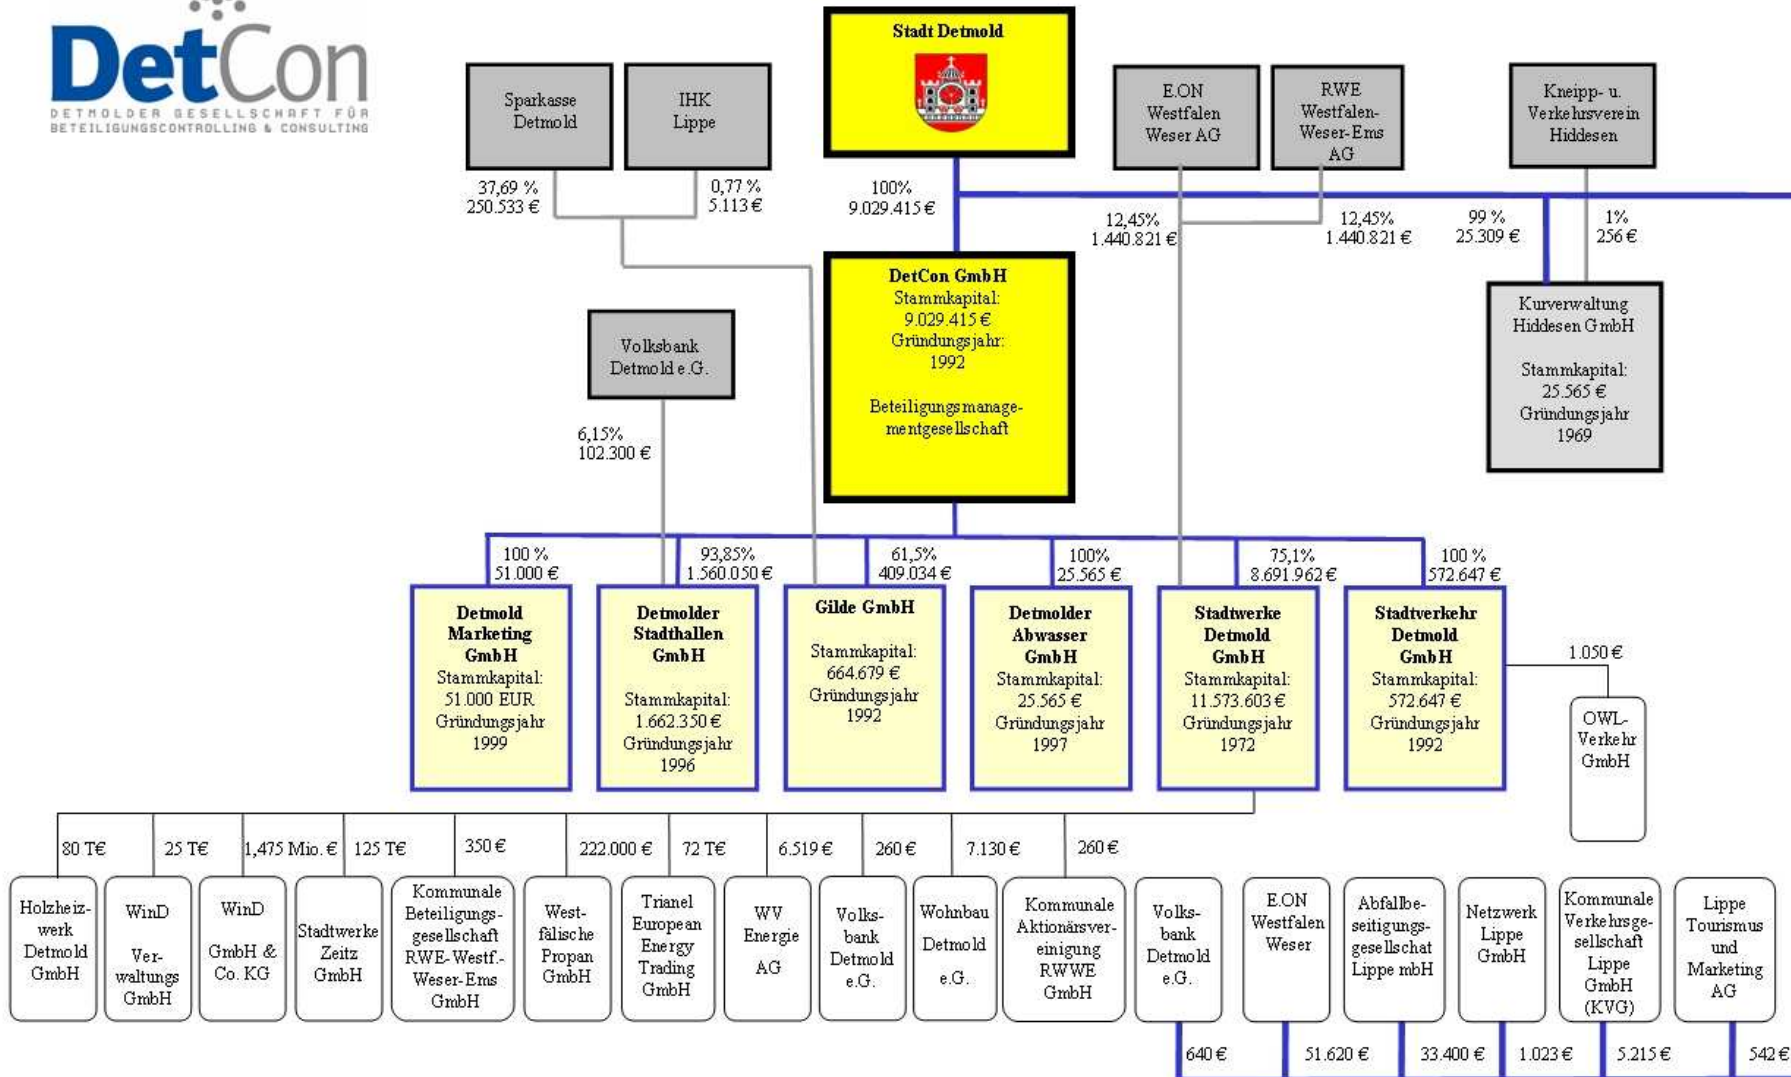 DetCon
DETMOLDER GESELLSCHAFT FÜR
BETEILIGUNGSCONTROLLING & CONSULTING
Stadt Detmold
Sparkasse
Detmold
IHK
Lippe
E.ON
Westfalen
Weser AG
RWE
Westfalen-
Weser-Ems
AG
Kneipp- u.
Verkehrsverein
Hiddesen
37,69 %
250.533 €
0,77 %
5.113 €
100%
9.029.415 €
12,45%
1.440.821 €
12,45%
1.440.821 €
99 %
25.309 €
1%
256 €
DetCon GmbH
Stammkapital:
9.029.415 €
Gründungsjahr:
1992
Beteiligungsmanage-
mentgesellschaft
Kurverwaltung
Hiddesen GmbH
Stammkapital:
25.565 €
Gründungsjahr
1969
Volksbank
Detmold e.G.
6,15%
102.300 €
100 %
51.000 €
93,85%
1.560.050 €
61,5%
409.034 €
100%
25.565 €
75,1%
8.691.962 €
100 %
572.647 €
Detmold
Marketing
GmbH
Stammkapital:
51.000 EUR
Gründungsjahr
1999
Detmolder
Stadthallen
GmbH
Stammkapital:
1.662.350 €
Gründungsjahr
1996
Gilde GmbH
Stammkapital:
664.679 €
Gründungsjahr
1992
Detmolder
Abwasser
GmbH
Stammkapital:
25.565 €
Gründungsjahr
1997
Stadtwerke
Detmold
GmbH
Stammkapital:
11.573.603 €
Gründungsjahr
1972
Stadtverkehr
Detmold
GmbH
Stammkapital:
572.647 €
Gründungsjahr
1992
1.050 €
OWL-
Verkehr
GmbH
80 T€
25 T€
1,475 Mio. €
125 T€
350 €
222.000 €
72 T€
6.519 €
260 €
7.130 €
260 €
Holzheiz-
werk
Detmold
GmbH
WinD
Ver-
waltungs
GmbH
WinD
GmbH &
Co. KG
Stadtwerke
Zeitz
GmbH
Kommunale
Beteiligungs-
gesellschaft
RWE-Westf.-
Weser-Ems
GmbH
West-
fälische
Propan
GmbH
Trianel
European
Energy
Trading
GmbH
WV
Energie
AG
Volks-
bank
Detmold
e.G.
Wohnbau
Detmold
e.G.
Kommunale
Aktionärsver-
einigung
RWWE
GmbH
Volks-
bank
Detmold
e.G.
E.ON
Westfalen
Weser
Abfallbe-
seitigungs-
gesellschat
Lippe mbH
Netzwerk
Lippe
GmbH
Kommunale
Verkehrsge-
sellschaft
Lippe
GmbH
(KVG)
Lippe
Tourismus
und
Marketing
AG
640 €
51.620 €
33.400 €
1.023 €
5.215 €
542 €